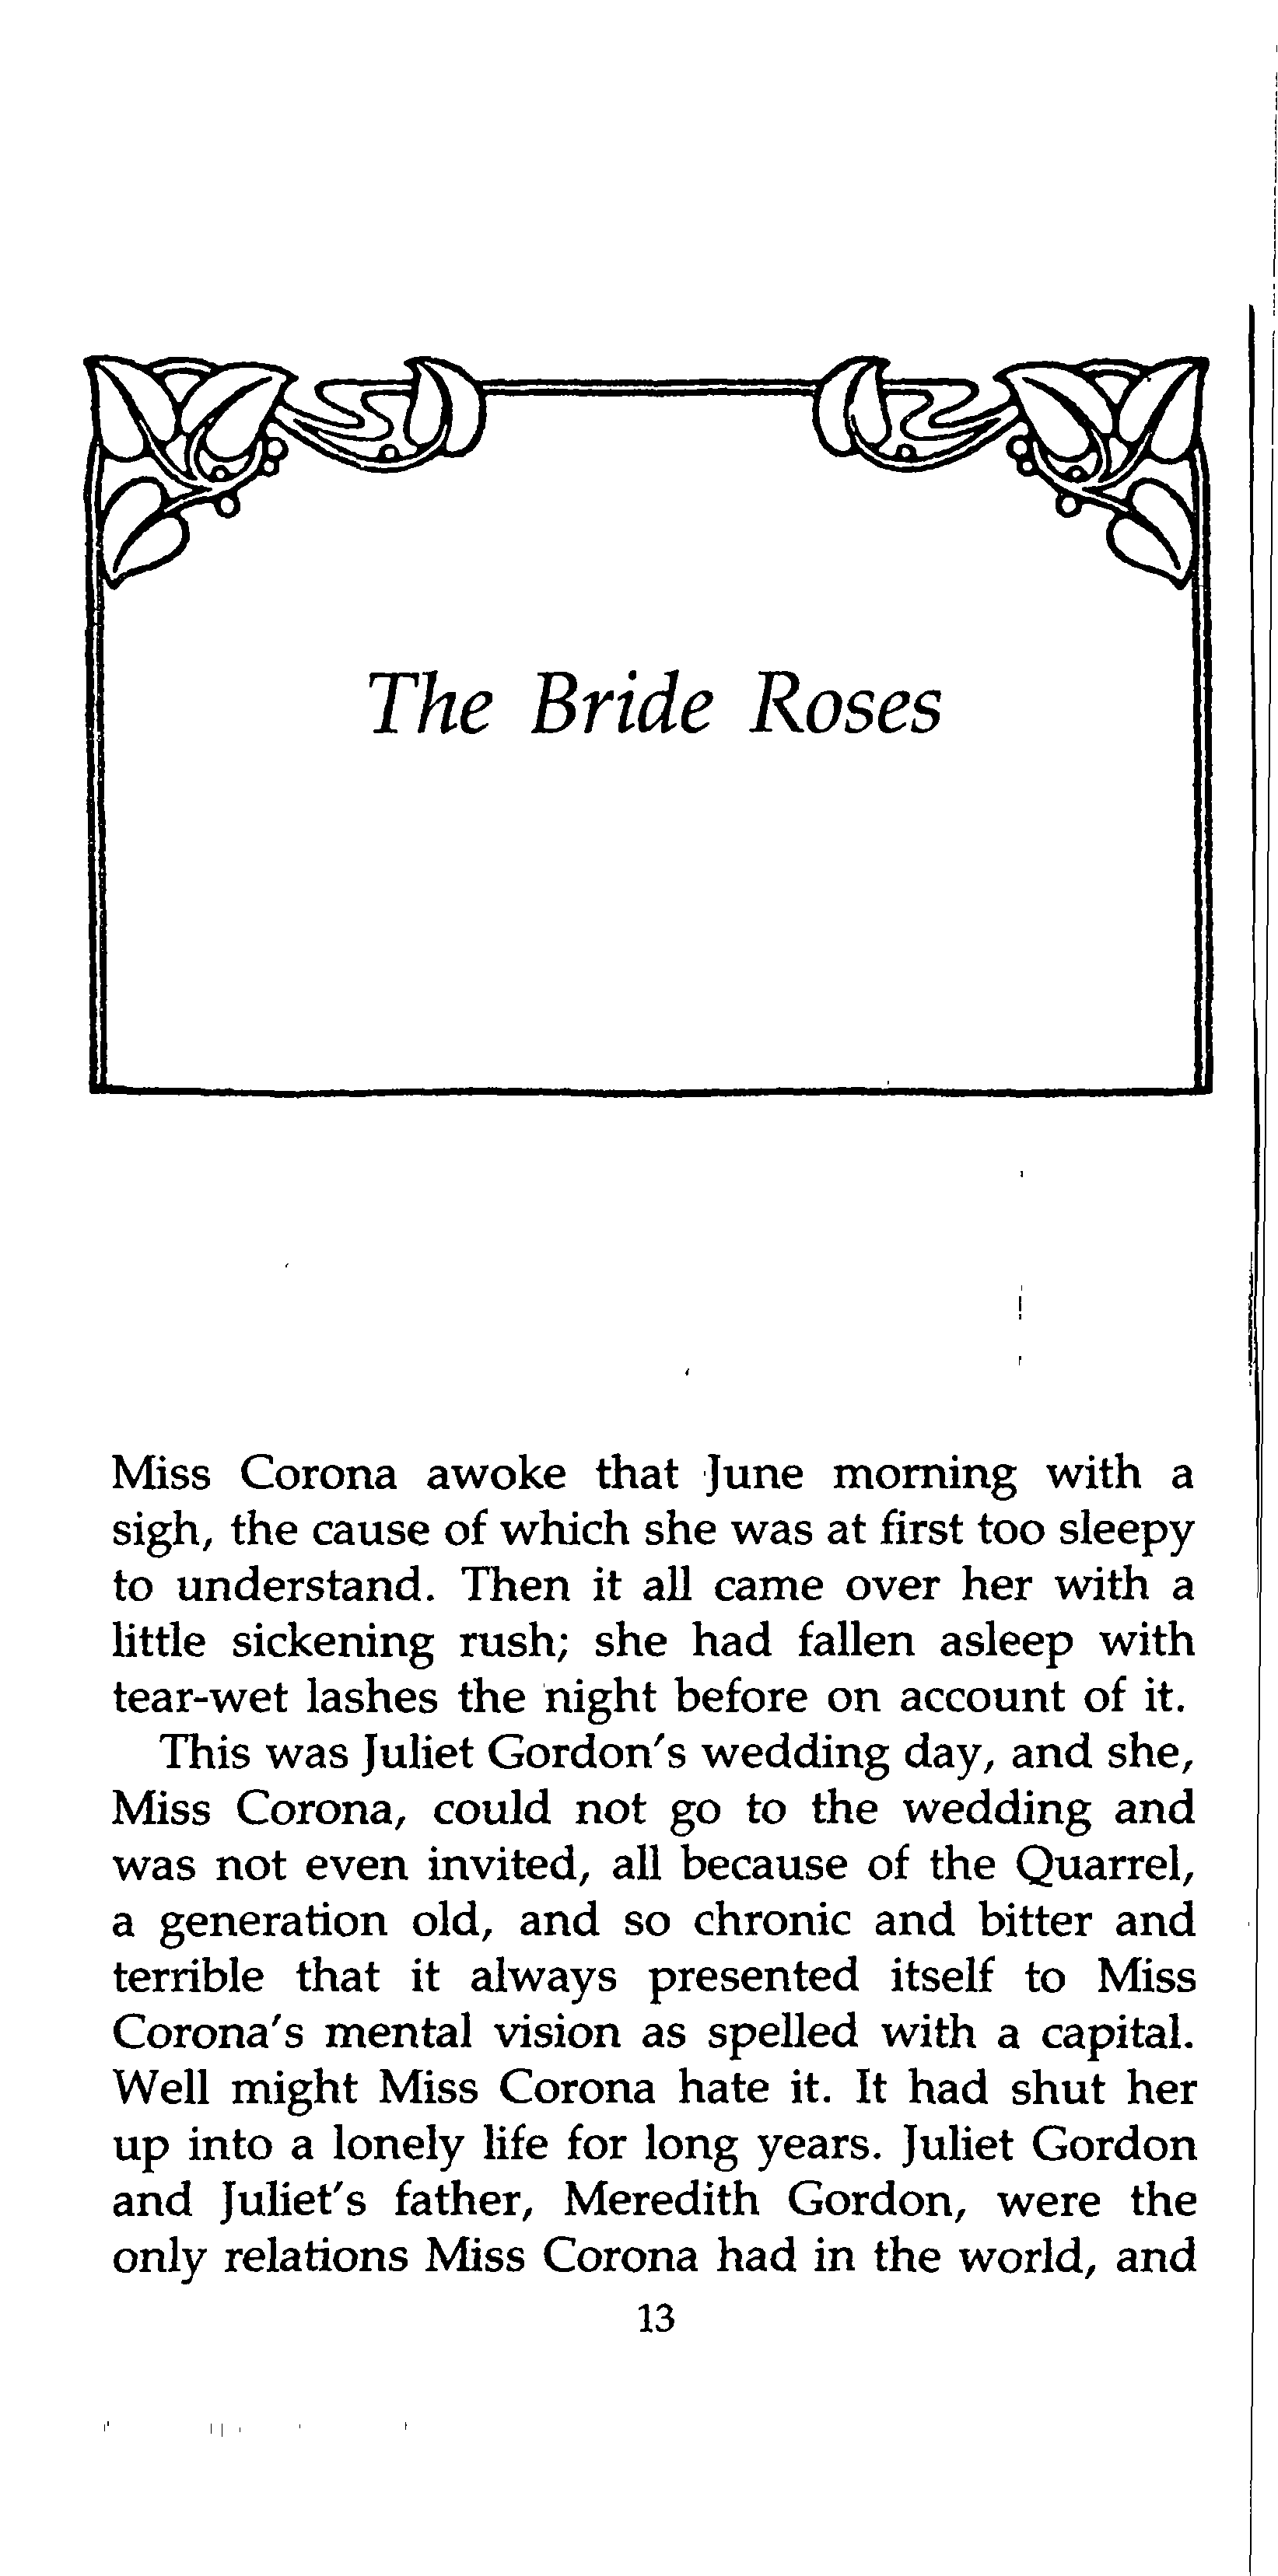 The Bride Roses
Miss Corona awoke that June morning with a
sigh, the cause of which she was at first too sleepy
to understand. Then it all came over her with a
little sickening rush; she had fallen asleep with
tear-wet lashes the night before on account of it.
This was Juliet Gordon's wedding day, and she,
Miss Corona, could not go to the wedding and
was not even invited, all because of the Quarrel,
a generation old, and so chronic and bitter and
terrible that it always presented itself to Miss
Corona's mental vision as spelled with a capital.
Well might Miss Corona hate it. It had shut her
up into a lonely life for long years. Juliet Gordon
and Juliet's father, Meredith Gordon, were the
only relations Miss Corona had in the world, and
13